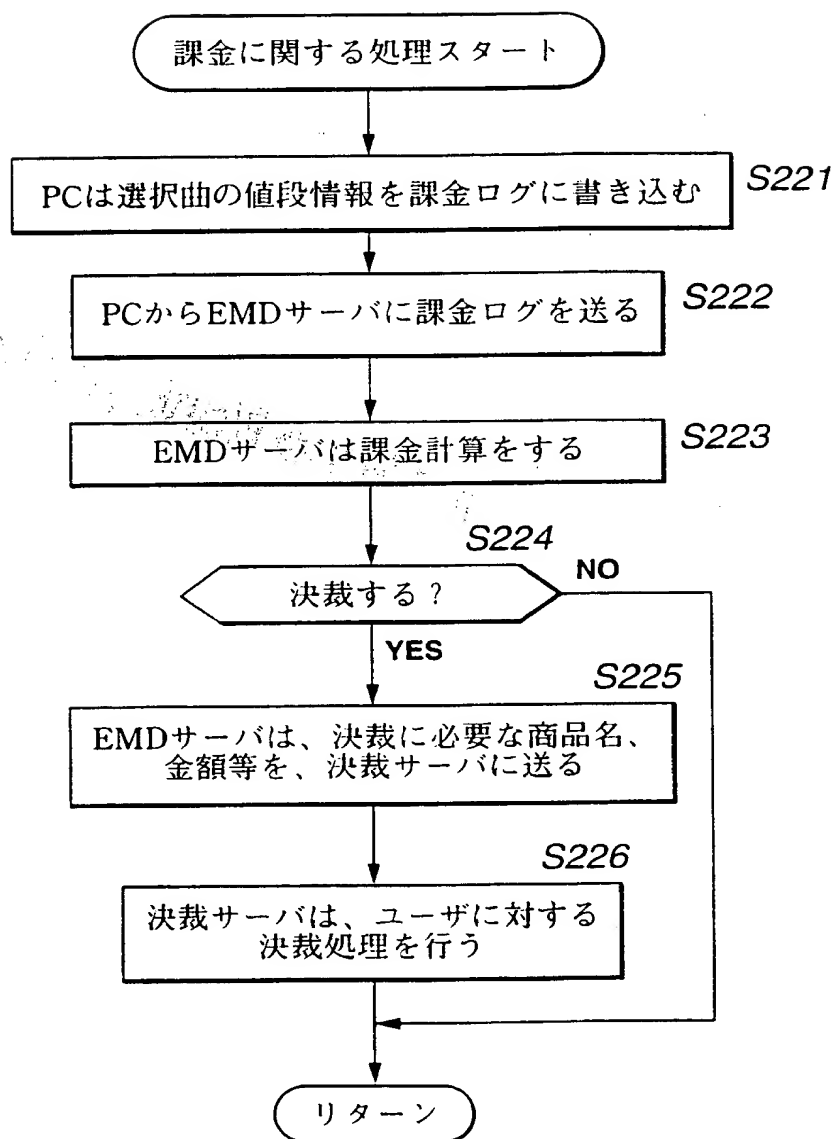 課金に関する処理スタート
PCは選択曲の値段情報を課金ログに書き込む
S221
PCからEMDサーバに課金ログを送る
S222
EMDサーバは課金計算をする
S223
S224
決裁する？
NO
YES
S225
EMDサーバは、決裁に必要な商品名、
金額等を、決裁サーバに送る
S226
決裁サーバは、ユーザに対する
決裁処理を行う
リターン